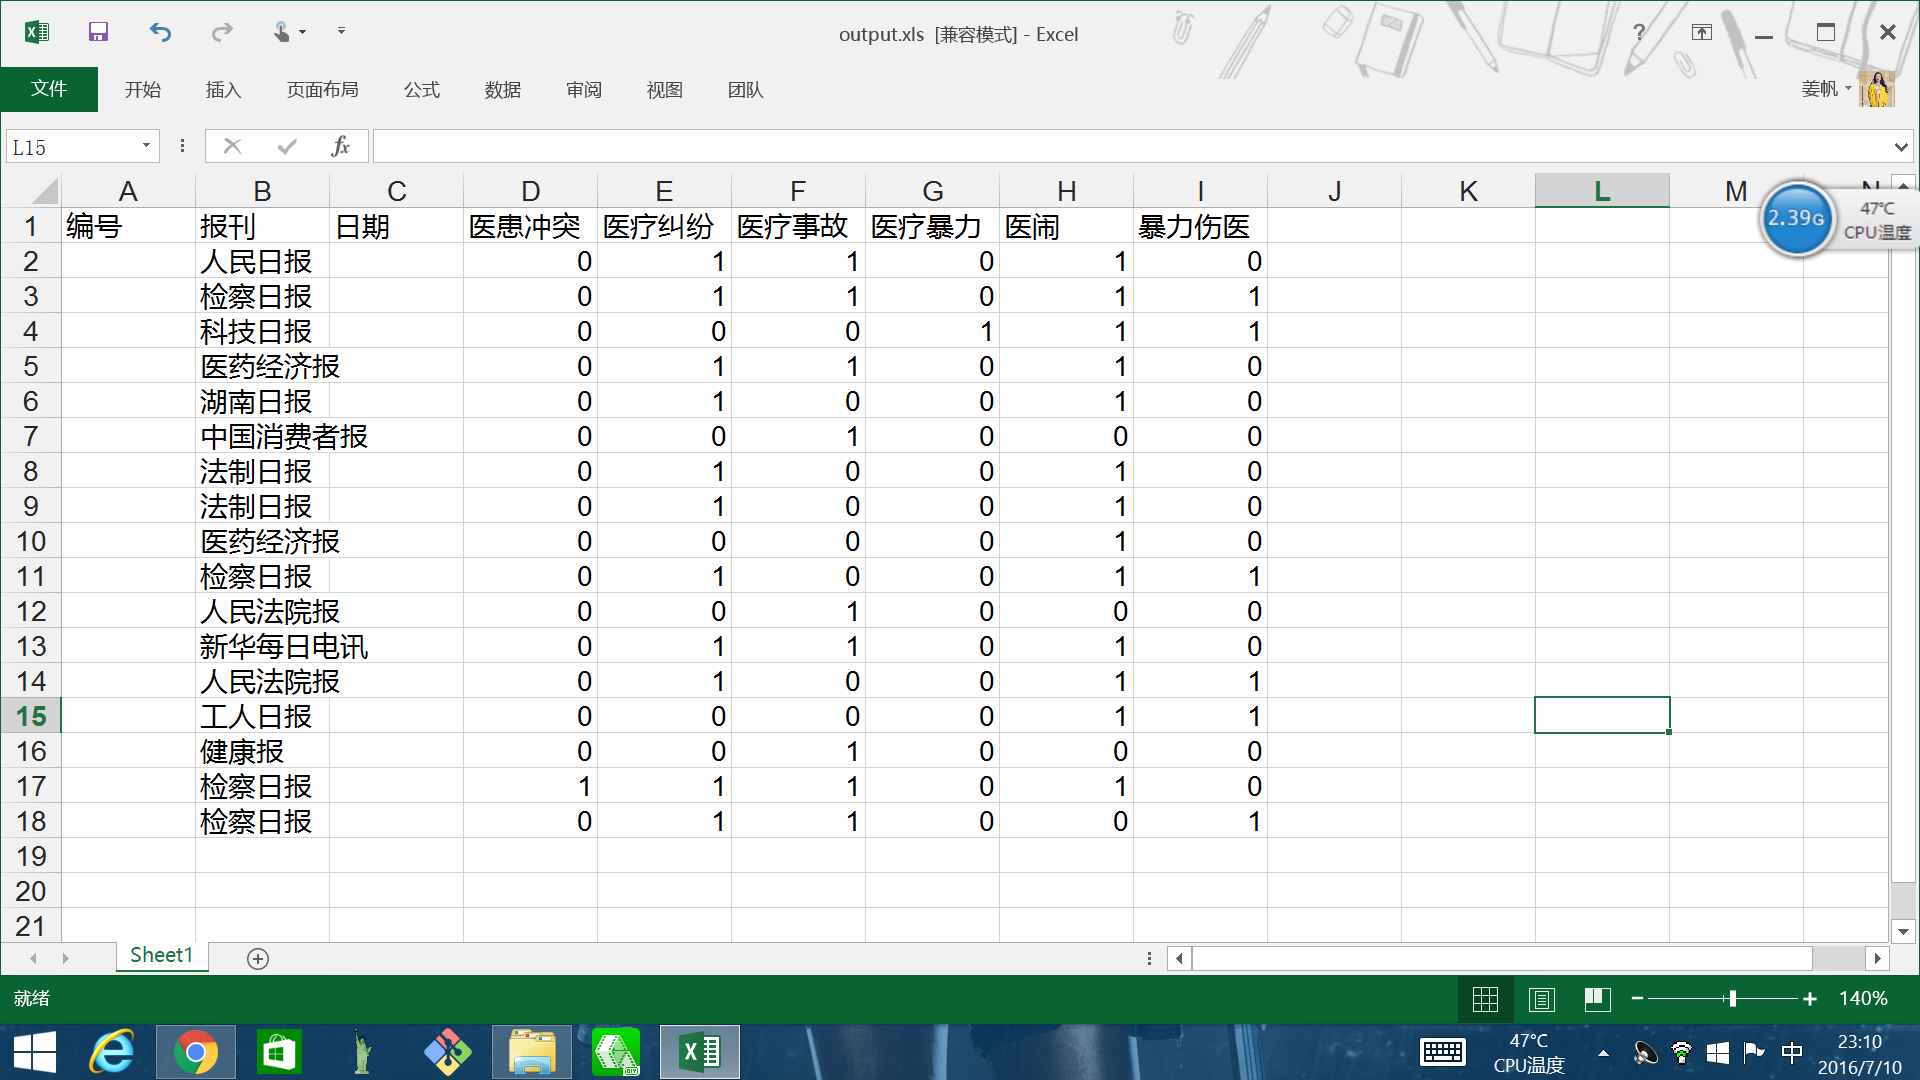 output.xls  [兼容模式] - Excel
?
文件 开始 插入 页面布局 公式 数据 审阅 视图 团队
姜帆
L15
fx
A B C D E F G H I J K L M N
2.39G
47℃
CPU温度
1 编号 报刊 日期 医患冲突 医疗纠纷 医疗事故 医疗暴力 医闹 暴力伤医
2 人民日报 0 1 1 0 1 0
3 检察日报 0 1 1 0 1 1
4 科技日报 0 0 0 1 1 1
5 医药经济报 0 1 1 0 1 0
6 湖南日报 0 1 0 0 1 0
7 中国消费者报 0 0 1 0 0 0
8 法制日报 0 1 0 0 1 0
9 法制日报 0 1 0 0 1 0
10 医药经济报 0 0 0 0 1 0
11 检察日报 0 1 0 0 1 1
12 人民法院报 0 0 1 0 0 0
13 新华每日电讯 0 1 1 0 1 0
14 人民法院报 0 1 0 0 1 1
15 工人日报 0 0 0 0 1 1
16 健康报 0 0 1 0 0 0
17 检察日报 1 1 1 0 1 0
18 检察日报 0 1 1 0 0 1
19
20
21
Sheet1
就绪
140%
47℃
CPU温度
中
23:10
2016/7/10